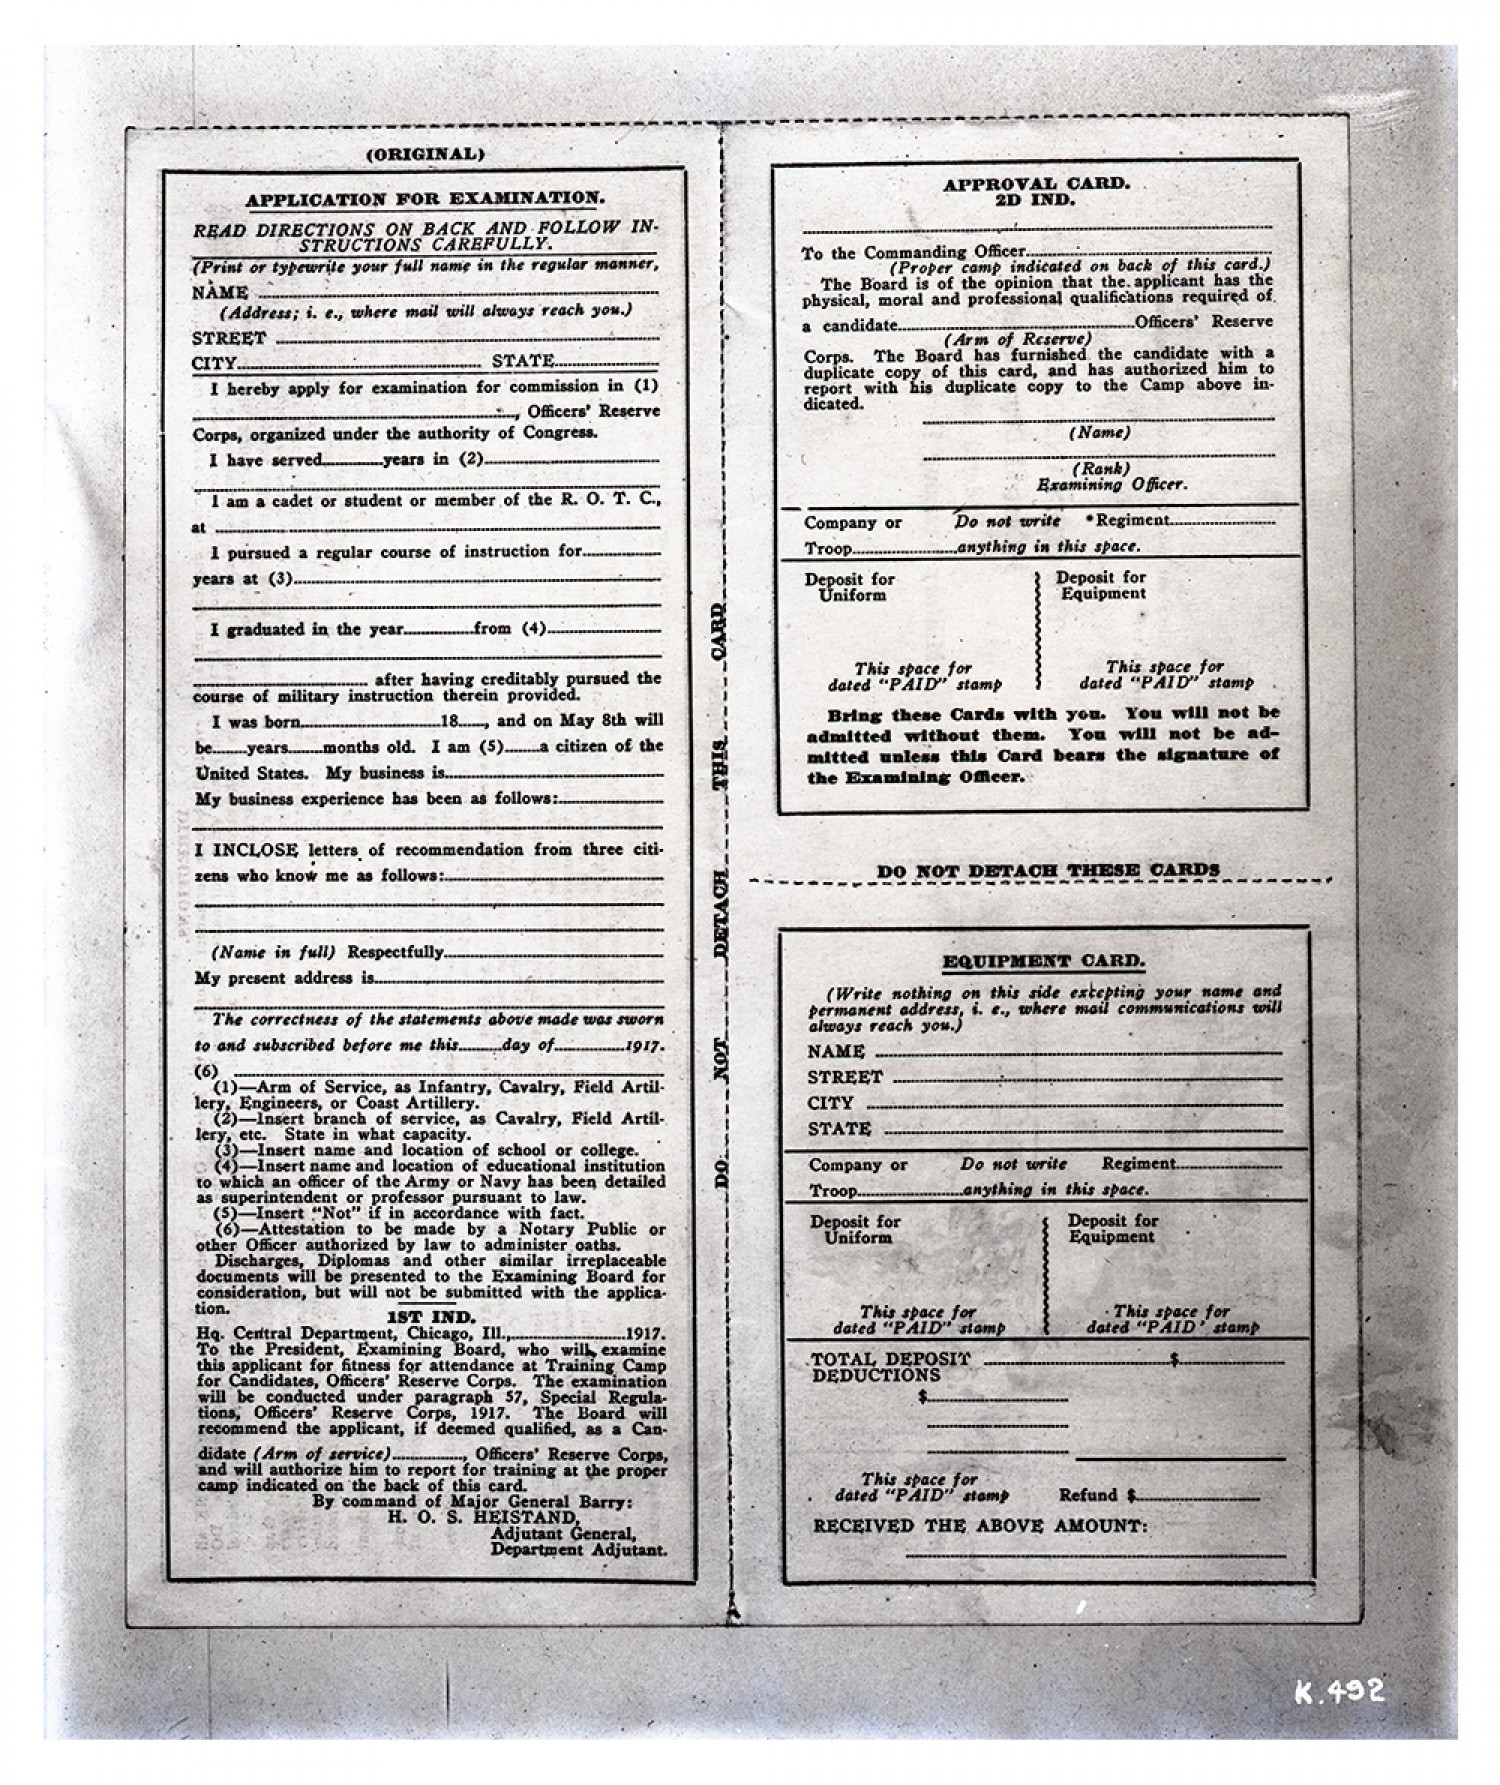 (ORIGINAL)
APPLICATION FOR EXAMINATION.
READ DIRECTIONS ON BACK AND FOLLOW IN-
STRUCTIONS CAREFULLY.
(Print or typewrite your full name in the regular manner,
NAME
(Address; i. e., where mail will always reach you.)
STREET
CITY STATE
I hereby apply for examination for commission in (1)
, Officers' Reserve
Corps, organized under the authority of Congress.
I have served years in (2)
I am a cadet or student or member of the R. O. T. C.,
at
I pursued a regular course of instruction for
years at (3)
I graduated in the year from (4)
after having creditably pursued the
course of military instruction therein provided.
I was born 18 , and on May 8th will
be years months old. I am (5) a citizen of the
United States. My business is
My business experience has been as follows:
I INCLOSE letters of recommendation from three citi-
zens who know me as follows:
(Name in full) Respectfully
My present address is
The correctness of the statements above made was sworn
to and subscribed before me this day of 1917.
(6)
(1)—Arm of Service, as Infantry, Cavalry, Field Artil-
lery, Engineers, or Coast Artillery.
(2)—Insert branch of service, as Cavalry, Field Artil-
lery, etc. State in what capacity.
(3)—Insert name and location of school or college.
(4)—Insert name and location of educational institution
to which an officer of the Army or Navy has been detailed
as superintendent or professor pursuant to law.
(5)—Insert "Not" if in accordance with fact.
(6)—Attestation to be made by a Notary Public or
other Officer authorized by law to administer oaths.
Discharges, Diplomas and other similar irreplaceable
documents will be presented to the Examining Board for
consideration, but will not be submitted with the applica-
tion.
1ST IND.
Hq. Central Department, Chicago, Ill., 1917.
To the President, Examining Board, who will examine
this applicant for fitness for attendance at Training Camp
for Candidates, Officers' Reserve Corps. The examination
will be conducted under paragraph 57, Special Regula-
tions, Officers' Reserve Corps, 1917. The Board will
recommend the applicant, if deemed qualified, as a Can-
didate (Arm of service) , Officers' Reserve Corps,
and will authorize him to report for training at the proper
camp indicated on the back of this card.
By command of Major General Barry:
H. O. S. HEISTAND,
Adjutant General,
Department Adjutant.
DO NOT DETACH THIS CARD
APPROVAL CARD.
2D IND.
To the Commanding Officer
(Proper camp indicated on back of this card.)
The Board is of the opinion that the applicant has the
physical, moral and professional qualifications required of
a candidate Officers' Reserve
(Arm of Reserve)
Corps. The Board has furnished the candidate with a
duplicate copy of this card, and has authorized him to
report with his duplicate copy to the Camp above in-
dicated.
(Name)
(Rank)
Examining Officer.
Company or Do not write Regiment
Troop anything in this space.
Deposit for Deposit for
Uniform Equipment
This space for This space for
dated "PAID" stamp dated "PAID" stamp
Bring these Cards with you. You will not be
admitted without them. You will not be ad-
mitted unless this Card bears the signature of
the Examining Officer.
DO NOT DETACH THESE CARDS
EQUIPMENT CARD.
(Write nothing on this side excepting your name and
permanent address, i. e., where mail communications will
always reach you.)
NAME
STREET
CITY
STATE
Company or Do not write Regiment
Troop anything in this space.
Deposit for Deposit for
Uniform Equipment
This space for This space for
dated "PAID" stamp dated "PAID' stamp
TOTAL DEPOSIT $
DEDUCTIONS
$
This space for
dated "PAID" stamp Refund $
RECEIVED THE ABOVE AMOUNT:
K.492